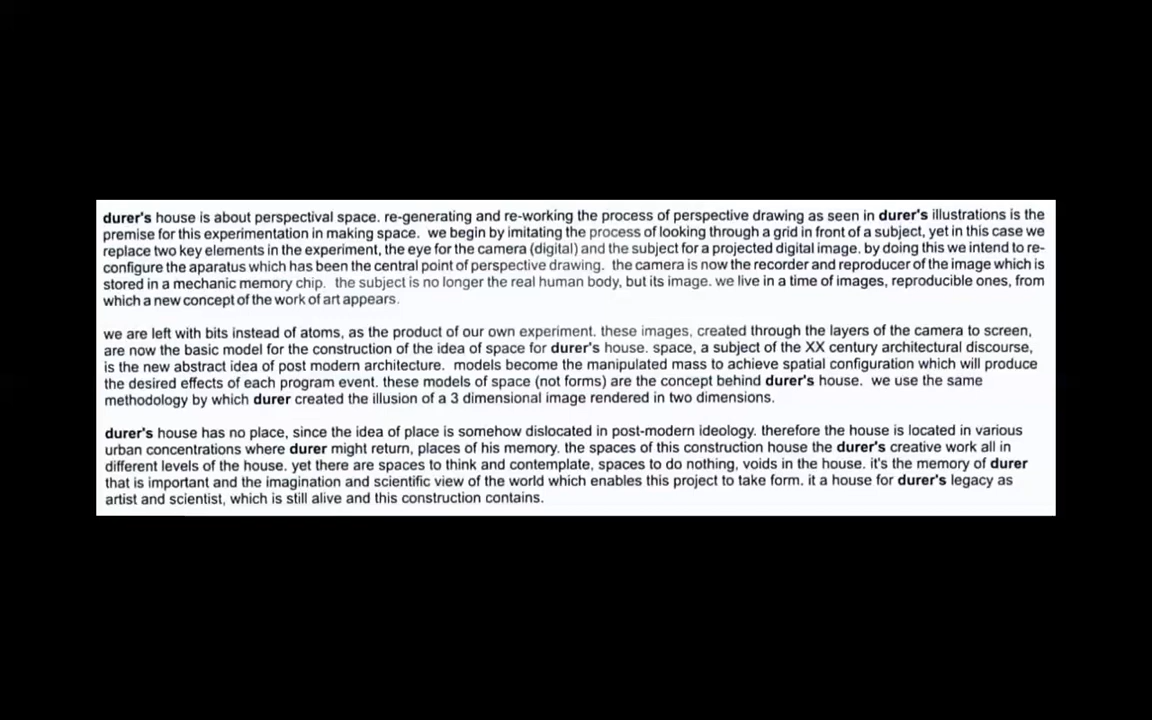 durer's house is about perspectival space. re-generating and re-working the process of perspective drawing as seen in durer's illustrations is the
premise for this experimentation in making space. we begin by imitating the process of looking through a grid in front of a subject, yet in this case we
replace two key elements in the experiment, the eye for the camera (digital) and the subject for a projected digital image. by doing this we intend to re-
configure the aparatus which has been the central point of perspective drawing. the camera is now the recorder and reproducer of the image which is
stored in a mechanic memory chip. the subject is no longer the real human body, but its image. we live in a time of images, reproducible ones, from
which a new concept of the work of art appears.
we are left with bits instead of atoms, as the product of our own experiment. these images, created through the layers of the camera to screen,
are now the basic model for the construction of the idea of space for durer's house. space, a subject of the XX century architectural discourse,
is the new abstract idea of post modern architecture. models become the manipulated mass to achieve spatial configuration which will produce
the desired effects of each program event. these models of space (not forms) are the concept behind durer's house. we use the same
methodology by which durer created the illusion of a 3 dimensional image rendered in two dimensions.
durer's house has no place, since the idea of place is somehow dislocated in post-modern ideology. therefore the house is located in various
urban concentrations where durer might return, places of his memory. the spaces of this construction house the durer's creative work all in
different levels of the house. yet there are spaces to think and contemplate, spaces to do nothing, voids in the house. it's the memory of durer
that is important and the imagination and scientific view of the world which enables this project to take form. it a house for durer's legacy as
artist and scientist, which is still alive and this construction contains.